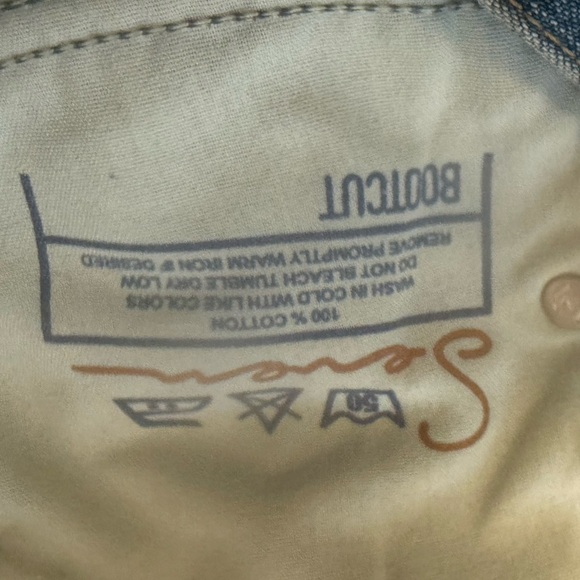 50
Seven
100 % COTTON
WASH IN COLD WITH LIKE COLORS
DO NOT BLEACH TUMBLE DRY LOW
REMOVE PROMPTLY WARM IRON IF DESIRED
BOOTCUT